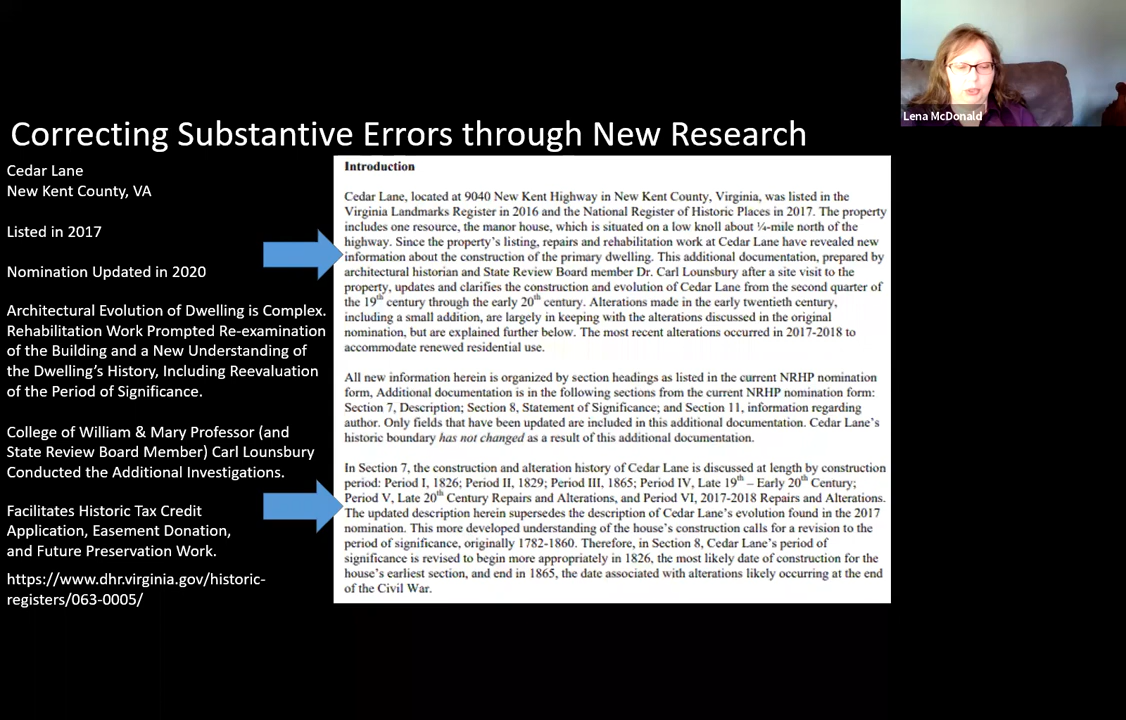 Lena McDonald
Correcting Substantive Errors through New Research
Cedar Lane
New Kent County, VA
Listed in 2017
Nomination Updated in 2020
Architectural Evolution of Dwelling is Complex.
Rehabilitation Work Prompted Re-examination
of the Building and a New Understanding of
the Dwelling's History, Including Reevaluation
of the Period of Significance.
College of William & Mary Professor (and
State Review Board Member) Carl Lounsbury
Conducted the Additional Investigations.
Facilitates Historic Tax Credit
Application, Easement Donation,
and Future Preservation Work.
https://www.dhr.virginia.gov/historic-
registers/063-0005/
Introduction
Cedar Lane, located at 9040 New Kent Highway in New Kent County, Virginia, was listed in the
Virginia Landmarks Register in 2016 and the National Register of Historic Places in 2017. The property
includes one resource, the manor house, which is situated on a low knoll about ¼-mile north of the
highway. Since the property's listing, repairs and rehabilitation work at Cedar Lane have revealed new
information about the construction of the primary dwelling. This additional documentation, prepared by
architectural historian and State Review Board member Dr. Carl Lounsbury after a site visit to the
property, updates and clarifies the construction and evolution of Cedar Lane from the second quarter of
the 19th century through the early 20th century. Alterations made in the early twentieth century,
including a small addition, are largely in keeping with the alterations discussed in the original
nomination, but are explained further below. The most recent alterations occurred in 2017-2018 to
accommodate renewed residential use.
All new information herein is organized by section headings as listed in the current NRHP nomination
form, Additional documentation is in the following sections from the current NRHP nomination form:
Section 7, Description; Section 8, Statement of Significance; and Section 11, information regarding
author. Only fields that have been updated are included in this additional documentation. Cedar Lane's
historic boundary has not changed as a result of this additional documentation.
In Section 7, the construction and alteration history of Cedar Lane is discussed at length by construction
period: Period I, 1826; Period II, 1829; Period III, 1865; Period IV, Late 19th – Early 20th Century;
Period V, Late 20th Century Repairs and Alterations, and Period VI, 2017-2018 Repairs and Alterations.
The updated description herein supersedes the description of Cedar Lane's evolution found in the 2017
nomination. This more developed understanding of the house's construction calls for a revision to the
period of significance, originally 1782-1860. Therefore, in Section 8, Cedar Lane's period of
significance is revised to begin more appropriately in 1826, the most likely date of construction for the
house's earliest section, and end in 1865, the date associated with alterations likely occurring at the end
of the Civil War.